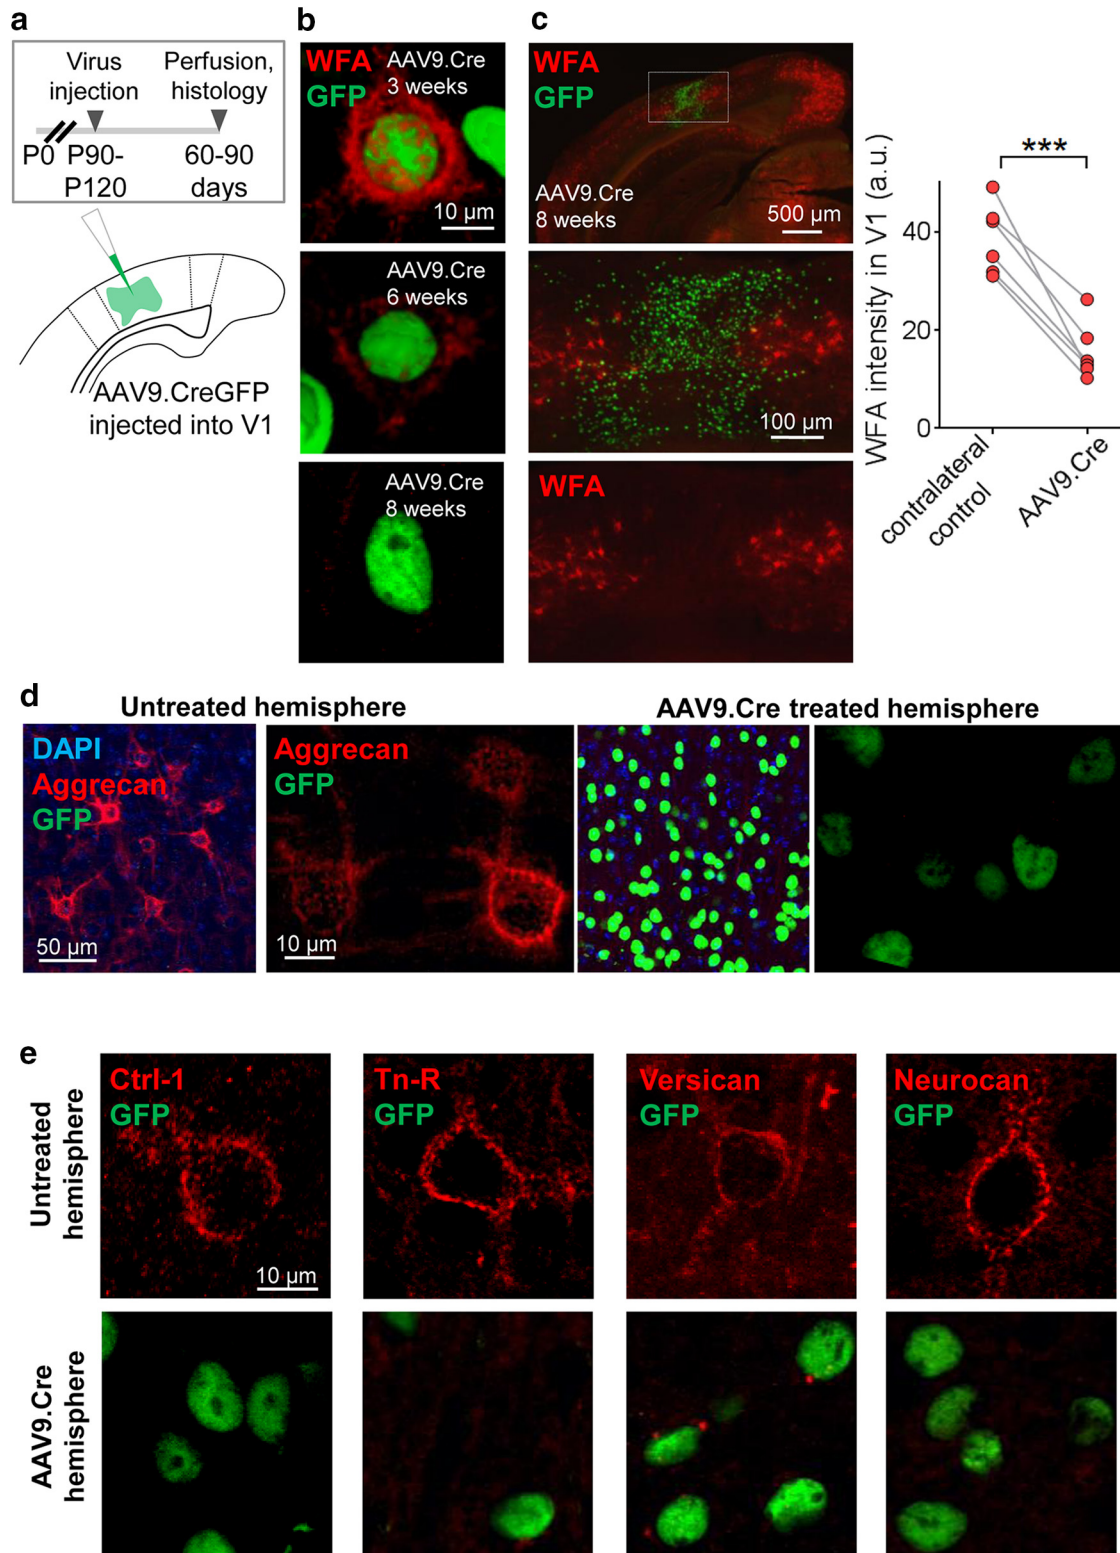 a
Virus
injection
Perfusion,
histology
P0
P90-
P120
60-90
days
AAV9.CreGFP
injected into V1
b
WFA
GFP
AAV9.Cre
3 weeks
10 µm
AAV9.Cre
6 weeks
AAV9.Cre
8 weeks
c
WFA
GFP
AAV9.Cre
8 weeks
500 µm
100 µm
WFA
WFA intensity in V1 (a.u.)
***
40
20
0
contralateral
control
AAV9.Cre
d
Untreated hemisphere
AAV9.Cre treated hemisphere
DAPI
Aggrecan
GFP
50 µm
Aggrecan
GFP
10 µm
e
Untreated
hemisphere
Ctrl-1
GFP
10 µm
Tn-R
GFP
Versican
GFP
Neurocan
GFP
AAV9.Cre
hemisphere